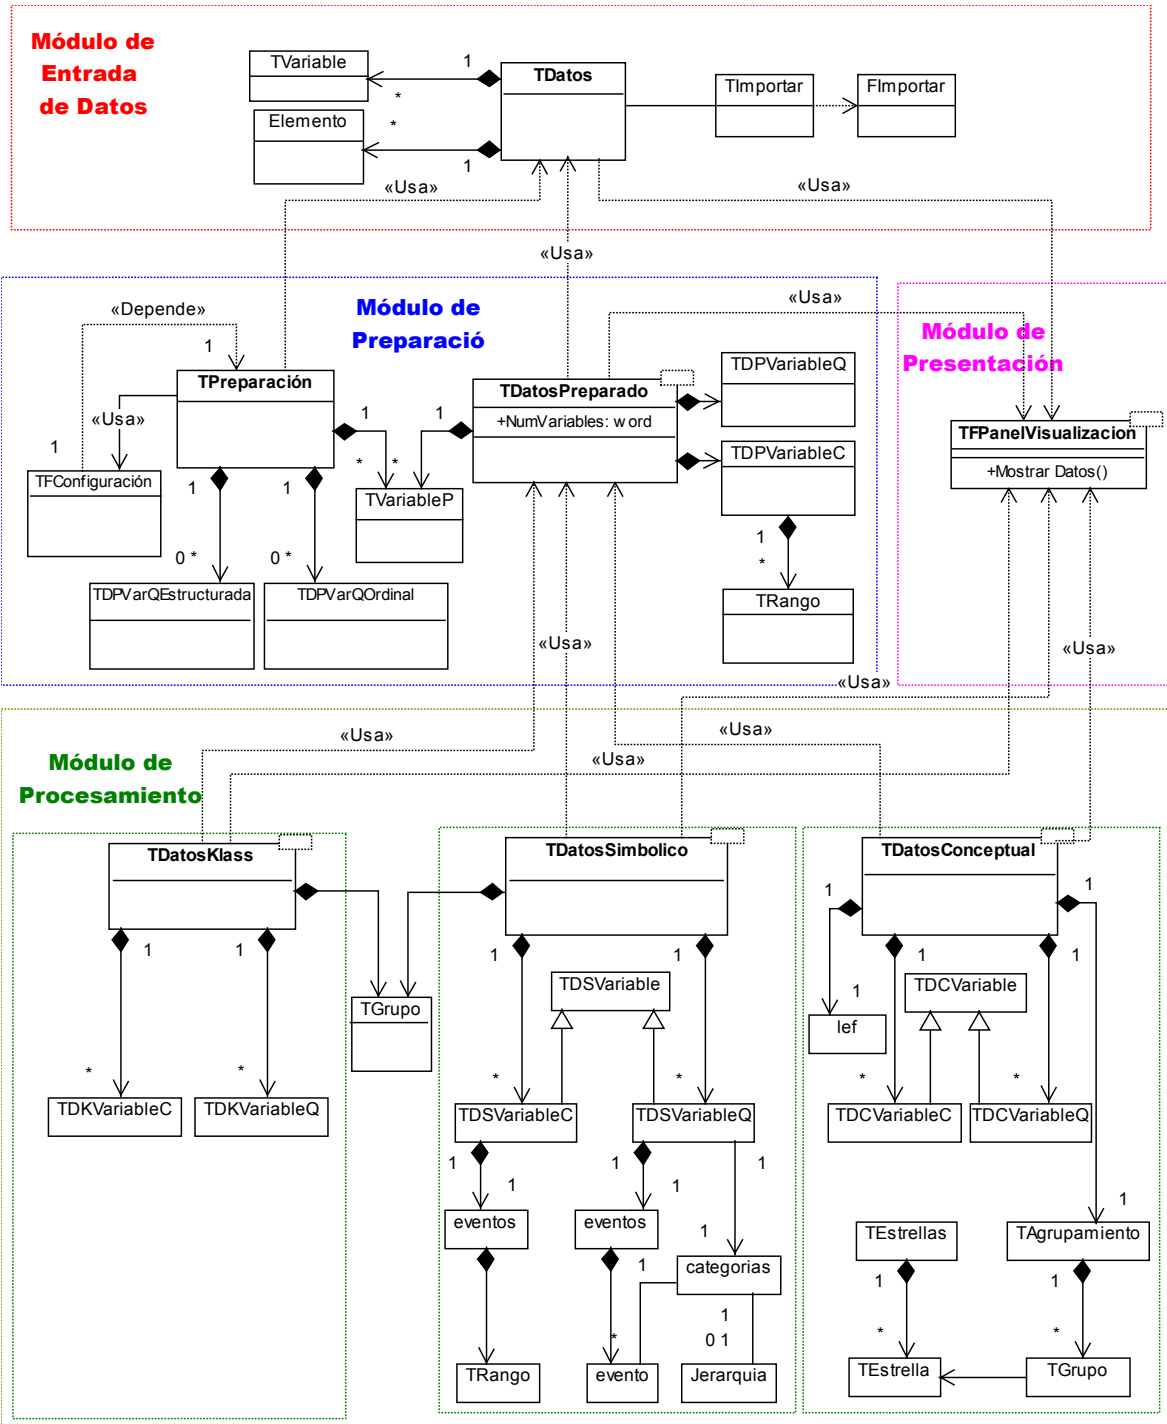 Módulo de
Entrada
de Datos
TVariable
1
*
TDatos
TImportar
FImportar
Elemento
*
1
«Usa»
«Usa»
«Usa»
«Depende»
Módulo de
Preparació
«Usa»
Módulo de
Presentación
1
TPreparación
TDatosPreparado
+NumVariables: word
TDPVariableQ
«Usa»
1
1
1
TFPanelVisualizacion
+Mostrar Datos()
TDPVariableC
TFConfiguración
1
1
*
*
TVariableP
0 *
0 *
1
*
TDPVarQEstructurada
TDPVarQOrdinal
TRango
«Usa»
«Usa»
«Usa»
«Usa»
«Usa»
«Usa»
Módulo de
Procesamiento
TDatosKlass
TDatosSimbolico
TDatosConceptual
1
1
1
1
1
1
1
1
TDSVariable
TDCVariable
1
TGrupo
lef
*
*
*
*
*
*
TDKVariableC
TDKVariableQ
TDSVariableC
TDSVariableQ
TDCVariableC
TDCVariableQ
1
1
1
1
1
1
eventos
eventos
1
TEstrellas
TAgrupamiento
1
categorias
1
1
1
0 1
*
*
*
TRango
evento
Jerarquia
TEstrella
TGrupo